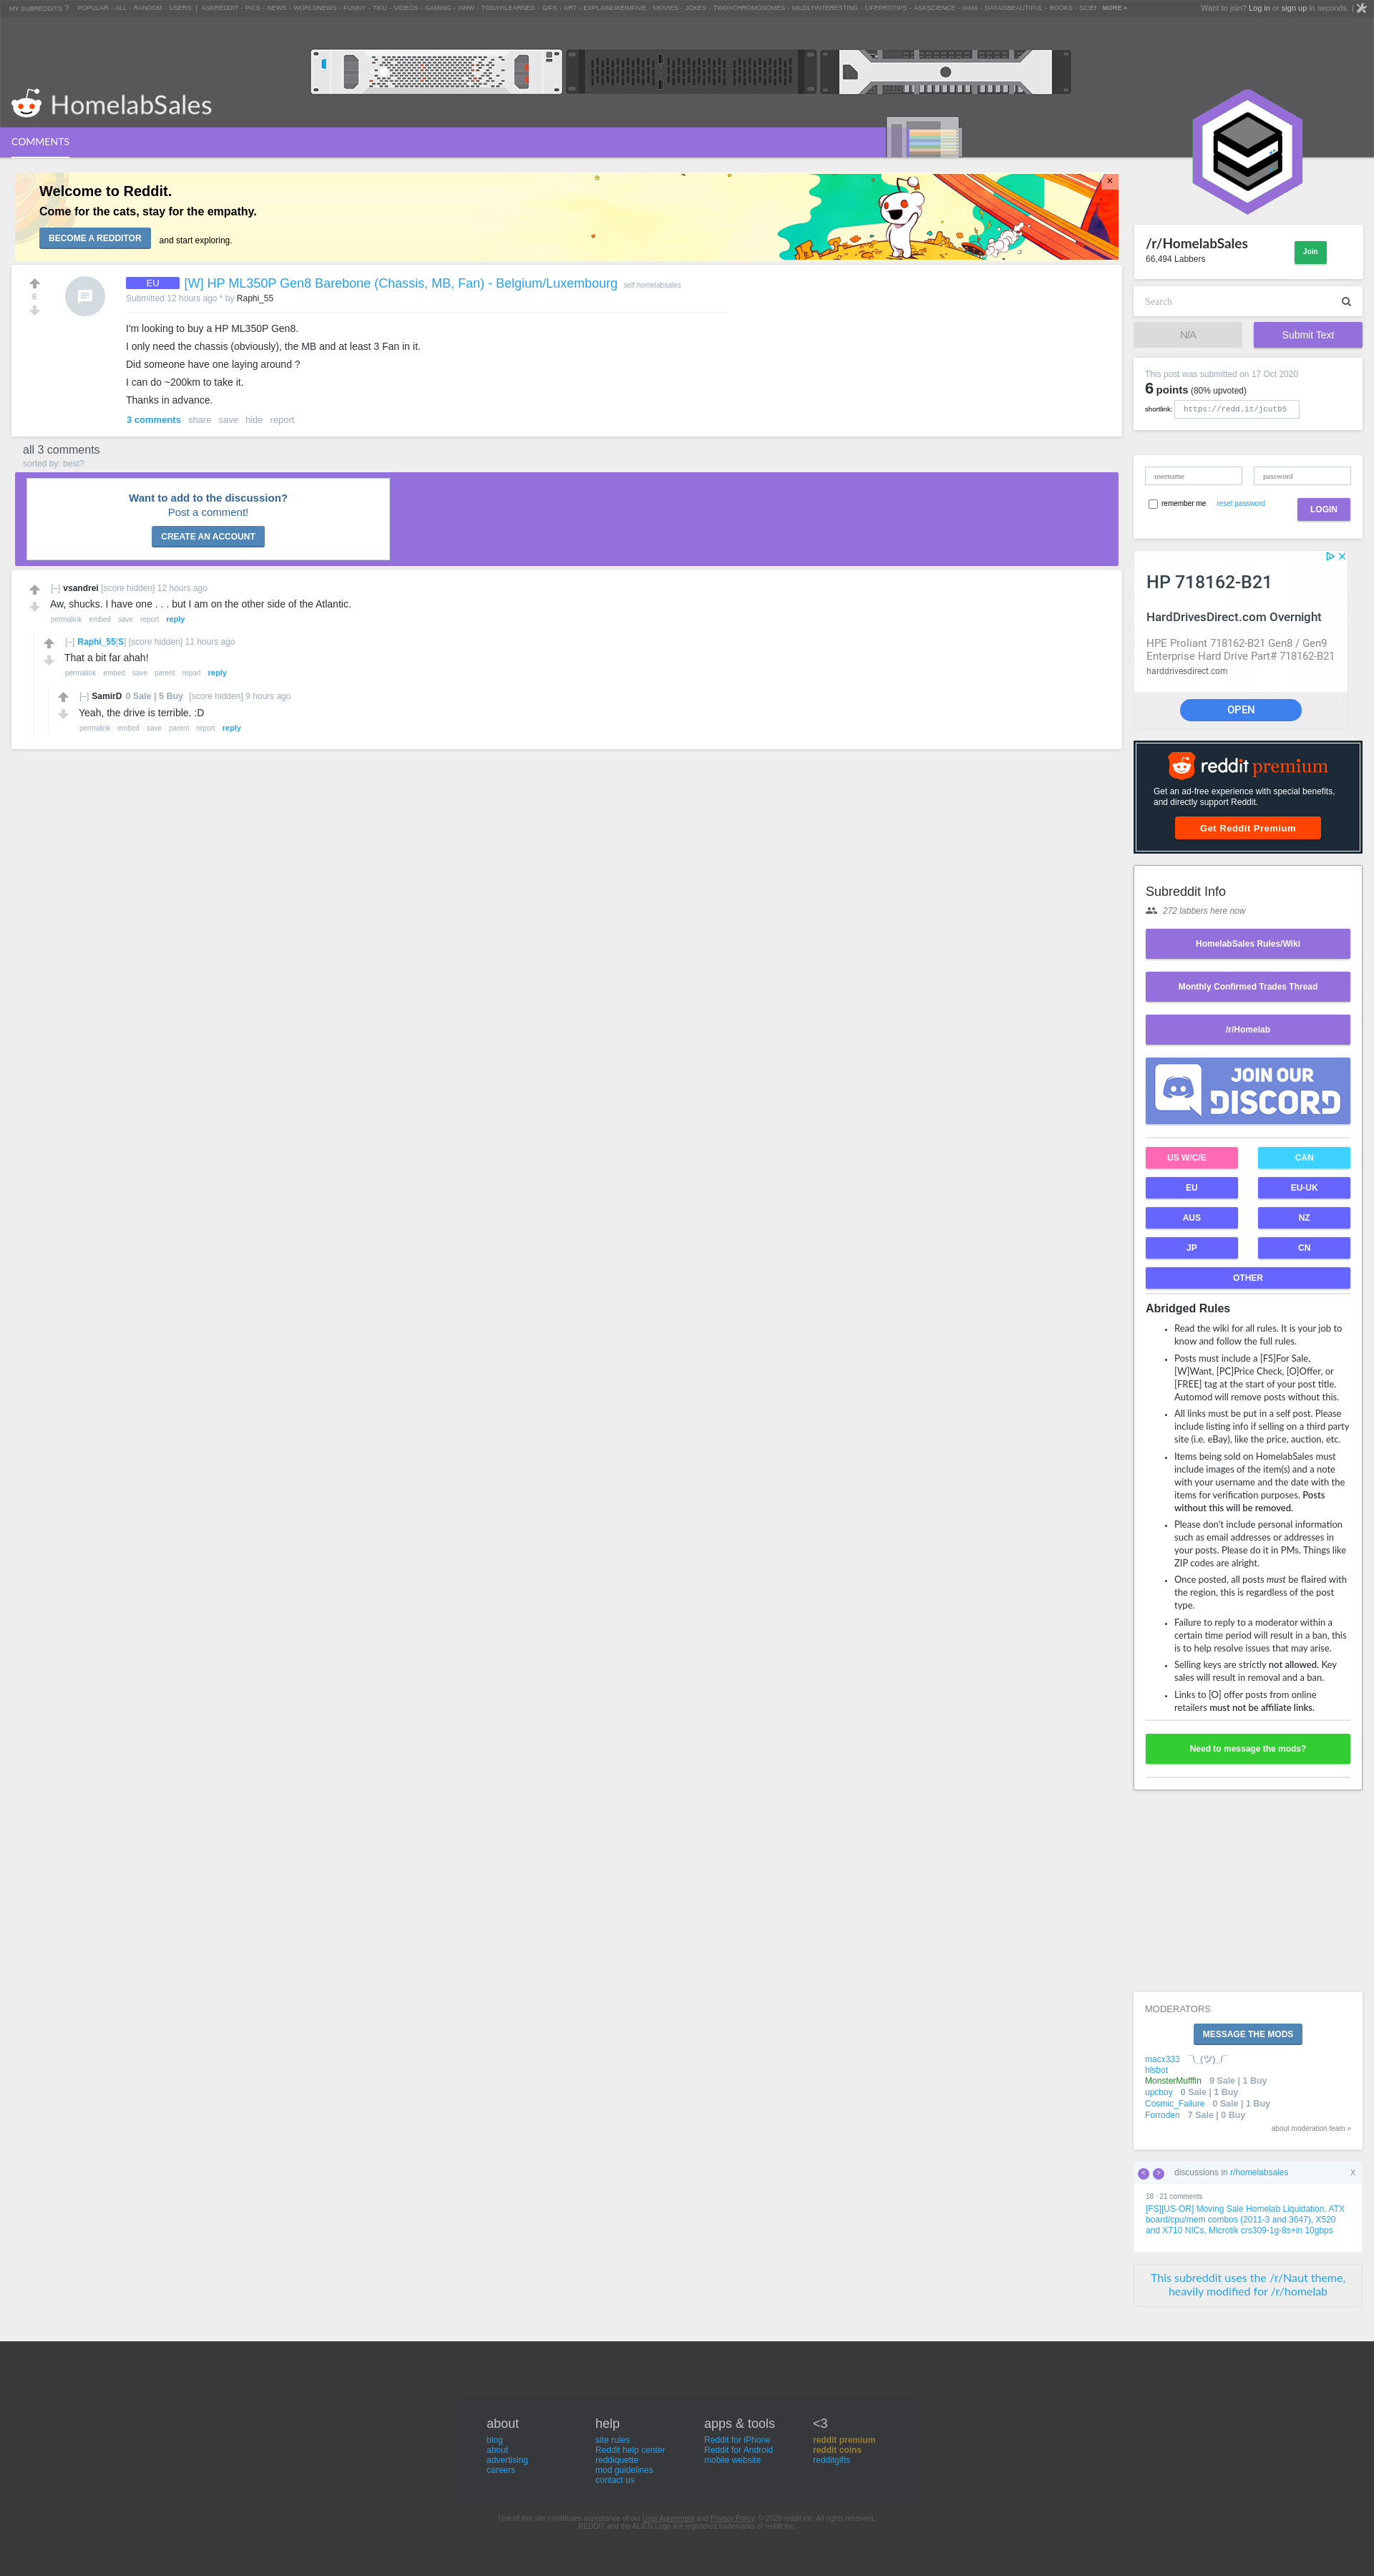 MY SUBREDDITS ? POPULAR - ALL - RANDOM - USERS | ASKREDDIT - PICS - NEWS - WORLDNEWS - FUNNY - TIFU - VIDEOS - GAMING - AWW - TODAYILEARNED - GIFS - ART - EXPLAINLIKEIMFIVE - MOVIES - JOKES - TWOXCHROMOSOMES - MILDLYINTERESTING - LIFEPROTIPS - ASKSCIENCE - IAMA - DATAISBEAUTIFUL - BOOKS - SCIEN MORE » Want to join? Log in or sign up in seconds. |
HomelabSales
COMMENTS
Welcome to Reddit.
Come for the cats, stay for the empathy.
BECOME A REDDITOR and start exploring.
×
6
EU [W] HP ML350P Gen8 Barebone (Chassis, MB, Fan) - Belgium/Luxembourg self.homelabsales
Submitted 12 hours ago * by Raphi_55
I'm looking to buy a HP ML350P Gen8.
I only need the chassis (obviously), the MB and at least 3 Fan in it.
Did someone have one laying around ?
I can do ~200km to take it.
Thanks in advance.
3 comments share save hide report
all 3 comments
sorted by: best?
Want to add to the discussion?
Post a comment!
CREATE AN ACCOUNT
[–] vsandrei [score hidden] 12 hours ago
Aw, shucks. I have one . . . but I am on the other side of the Atlantic.
permalink embed save report reply
[–] Raphi_55[S] [score hidden] 11 hours ago
That a bit far ahah!
permalink embed save parent report reply
[–] SamirD 0 Sale | 5 Buy [score hidden] 9 hours ago
Yeah, the drive is terrible. :D
permalink embed save parent report reply
/r/HomelabSales
66,494 Labbers
Join
Search
N/A Submit Text
This post was submitted on 17 Oct 2020
6 points (80% upvoted)
shortlink: https://redd.it/jcutb5
username password
remember me reset password LOGIN
HP 718162-B21
HardDrivesDirect.com Overnight
HPE Proliant 718162-B21 Gen8 / Gen9
Enterprise Hard Drive Part# 718162-B21
harddrivesdirect.com
OPEN
reddit premium
Get an ad-free experience with special benefits,
and directly support Reddit.
Get Reddit Premium
Subreddit Info
272 labbers here now
HomelabSales Rules/Wiki
Monthly Confirmed Trades Thread
/r/Homelab
JOIN OUR
DISCORD
US W/C/E CAN
EU EU-UK
AUS NZ
JP CN
OTHER
Abridged Rules
• Read the wiki for all rules. It is your job to
know and follow the full rules.
• Posts must include a [FS]For Sale,
[W]Want, [PC]Price Check, [O]Offer, or
[FREE] tag at the start of your post title.
Automod will remove posts without this.
• All links must be put in a self post. Please
include listing info if selling on a third party
site (i.e. eBay), like the price, auction, etc.
• Items being sold on HomelabSales must
include images of the item(s) and a note
with your username and the date with the
items for verification purposes. Posts
without this will be removed.
• Please don't include personal information
such as email addresses or addresses in
your posts. Please do it in PMs. Things like
ZIP codes are alright.
• Once posted, all posts must be flaired with
the region, this is regardless of the post
type.
• Failure to reply to a moderator within a
certain time period will result in a ban, this
is to help resolve issues that may arise.
• Selling keys are strictly not allowed. Key
sales will result in removal and a ban.
• Links to [O] offer posts from online
retailers must not be affiliate links.
Need to message the mods?
MODERATORS
MESSAGE THE MODS
macx333 ¯\_(ツ)_/¯
hlsbot
MonsterMufffin 9 Sale | 1 Buy
upcboy 0 Sale | 1 Buy
Cosmic_Failure 0 Sale | 1 Buy
Forroden 7 Sale | 0 Buy
about moderation team »
< > discussions in r/homelabsales X
18 · 21 comments
[FS][US-OR] Moving Sale Homelab Liquidation. ATX
board/cpu/mem combos (2011-3 and 3647), X520
and X710 NICs, Microtik crs309-1g-8s+in 10gbps
This subreddit uses the /r/Naut theme,
heavily modified for /r/homelab
about
blog
about
advertising
careers
help
site rules
Reddit help center
reddiquette
mod guidelines
contact us
apps & tools
Reddit for iPhone
Reddit for Android
mobile website
<3
reddit premium
reddit coins
redditgifts
Use of this site constitutes acceptance of our User Agreement and Privacy Policy. © 2020 reddit inc. All rights reserved.
REDDIT and the ALIEN Logo are registered trademarks of reddit inc.